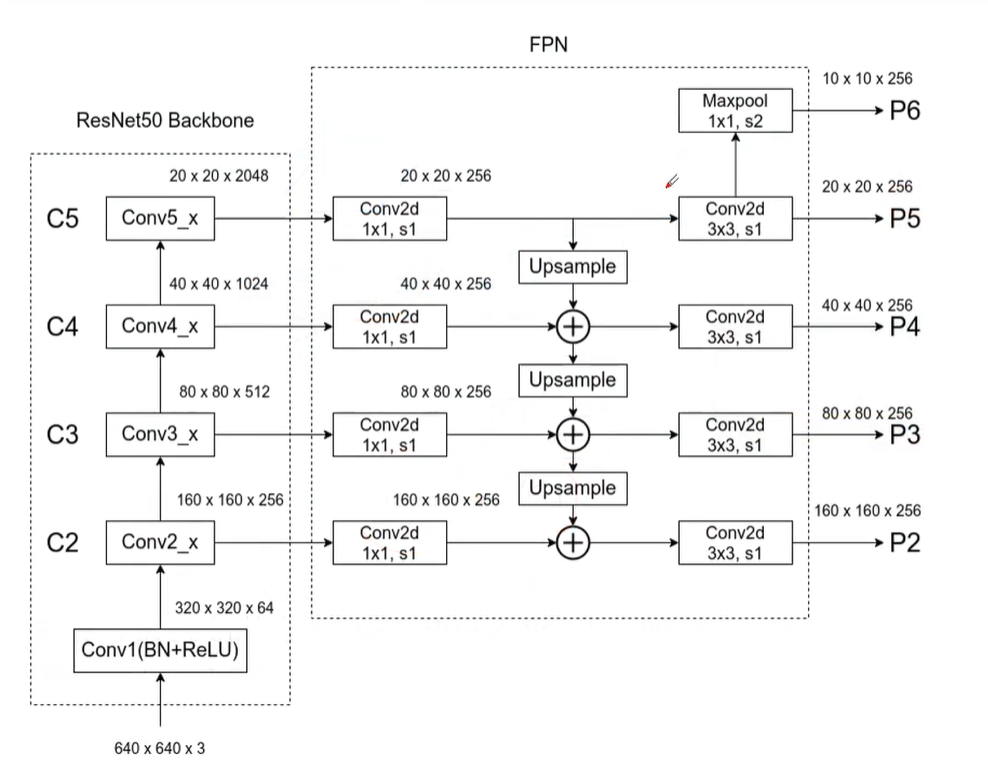 FPN
10 x 10 x 256
Maxpool
1x1, s2
P6
ResNet50 Backbone
20 x 20 x 2048
20 x 20 x 256
20 x 20 x 256
C5
Conv5_x
Conv2d
1x1, s1
Conv2d
3x3, s1
P5
Upsample
40 x 40 x 1024
40 x 40 x 256
40 x 40 x 256
C4
Conv4_x
Conv2d
1x1, s1
Conv2d
3x3, s1
P4
Upsample
80 x 80 x 512
80 x 80 x 256
80 x 80 x 256
C3
Conv3_x
Conv2d
1x1, s1
Conv2d
3x3, s1
P3
Upsample
160 x 160 x 256
160 x 160 x 256
160 x 160 x 256
C2
Conv2_x
Conv2d
1x1, s1
Conv2d
3x3, s1
P2
320 x 320 x 64
Conv1(BN+ReLU)
640 x 640 x 3